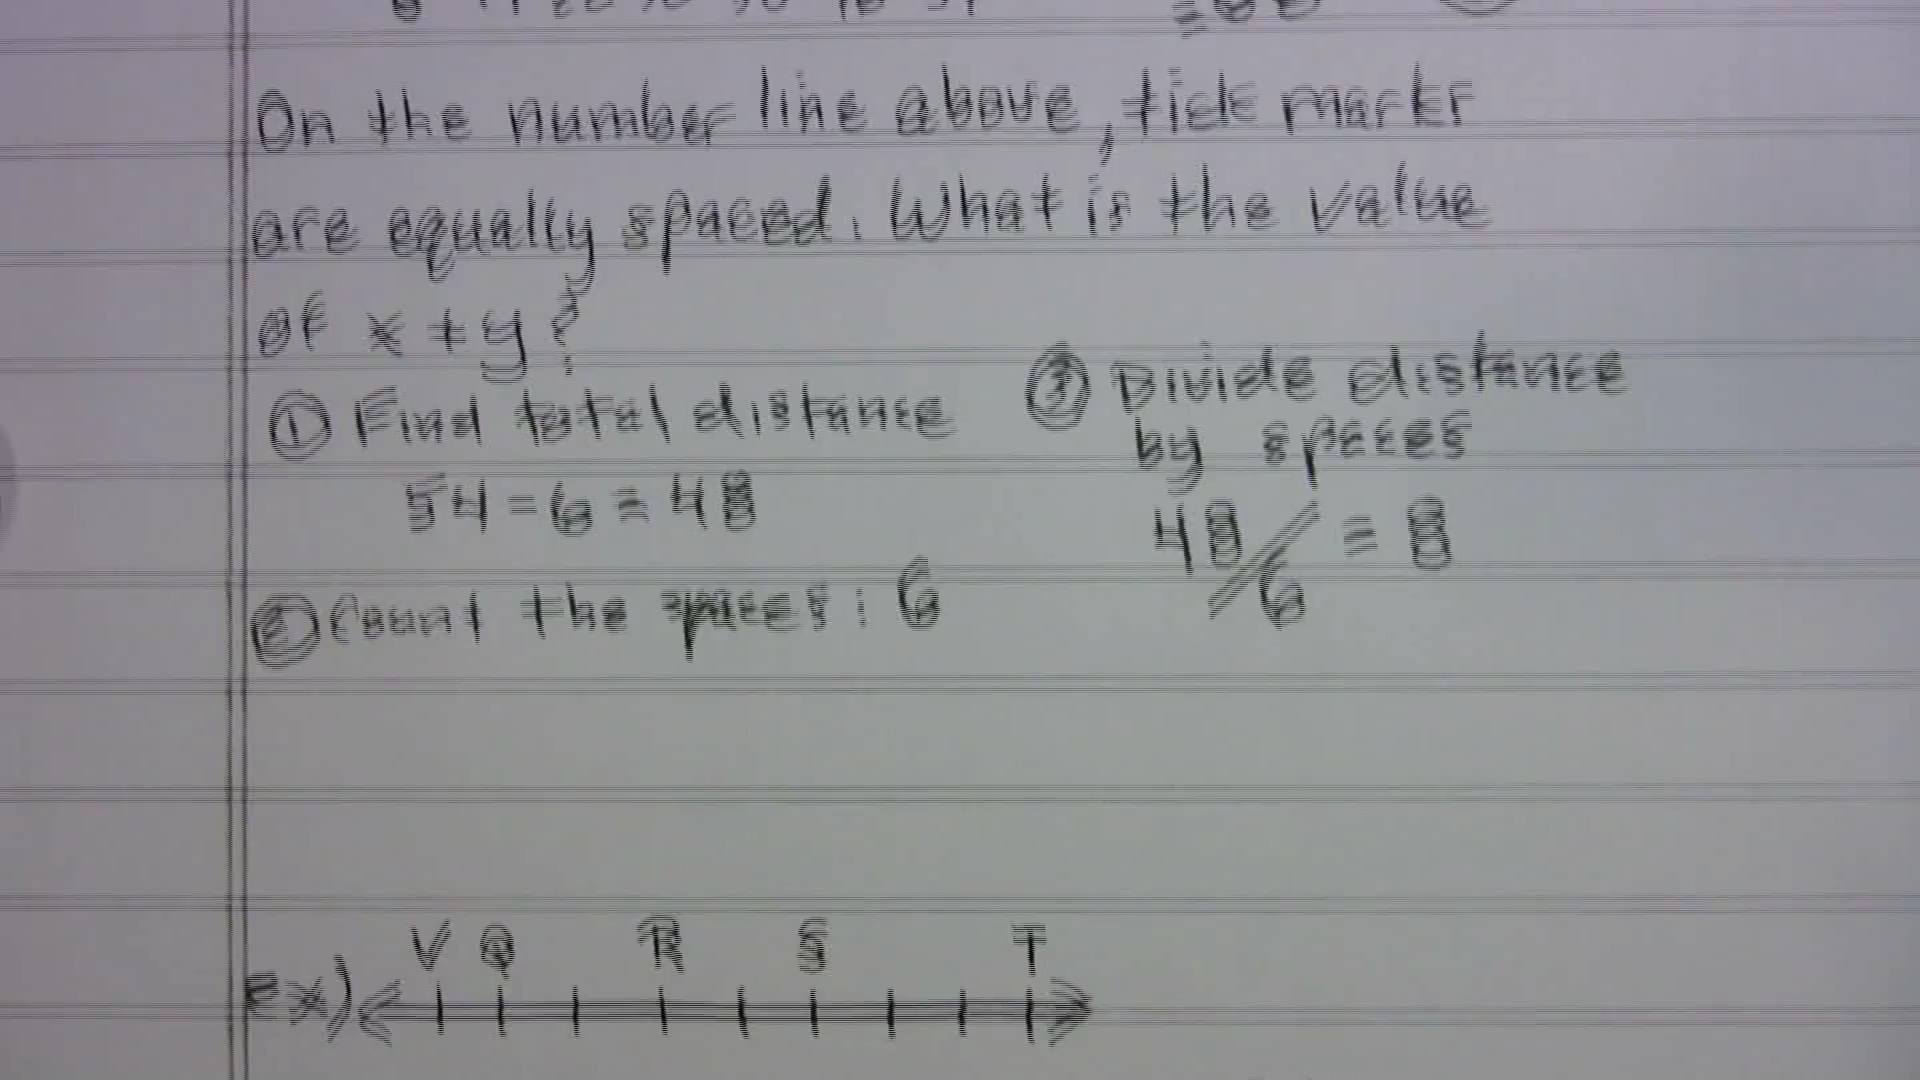 On the number line above, tick marks
are equally spaced. What is the value
of x + y?
① Find total distance
54 - 6 = 48
② Count the spaces: 6
③ Divide distance
by spaces
48/6 = 8
V Q R S T
ex)